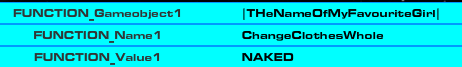 FUNCTION_Gameobject1 |THeNameOfMyFavouriteGirl|
FUNCTION_Name1 ChangeClothesWhole
FUNCTION_Value1 NAKED